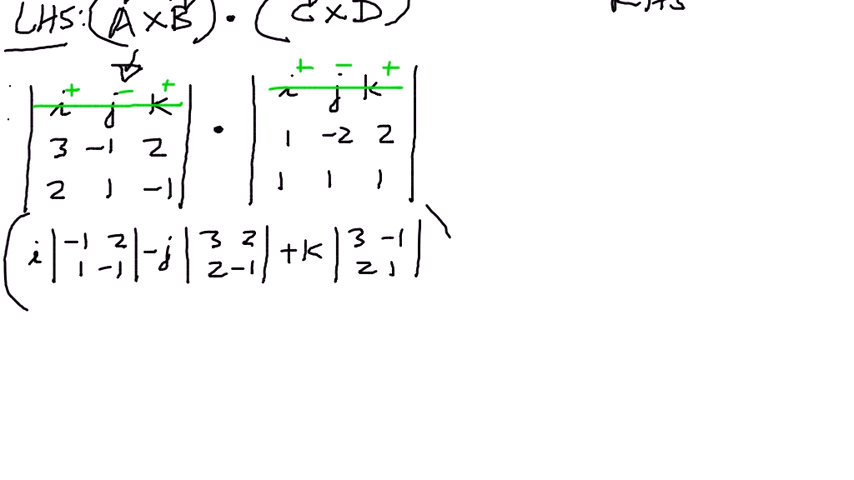 LHS: (A × B) • (C × D) RHS
| i⁺ j⁻ k⁺ | • | i⁺ j⁻ k⁺ |
| 3 -1 2 | | 1 -2 2 |
| 2 1 -1 | | 1 1 1 |
( i | -1 2 | - j | 3 2 | + k | 3 -1 | )
| 1 -1 | | 2 -1 | | 2 1 |